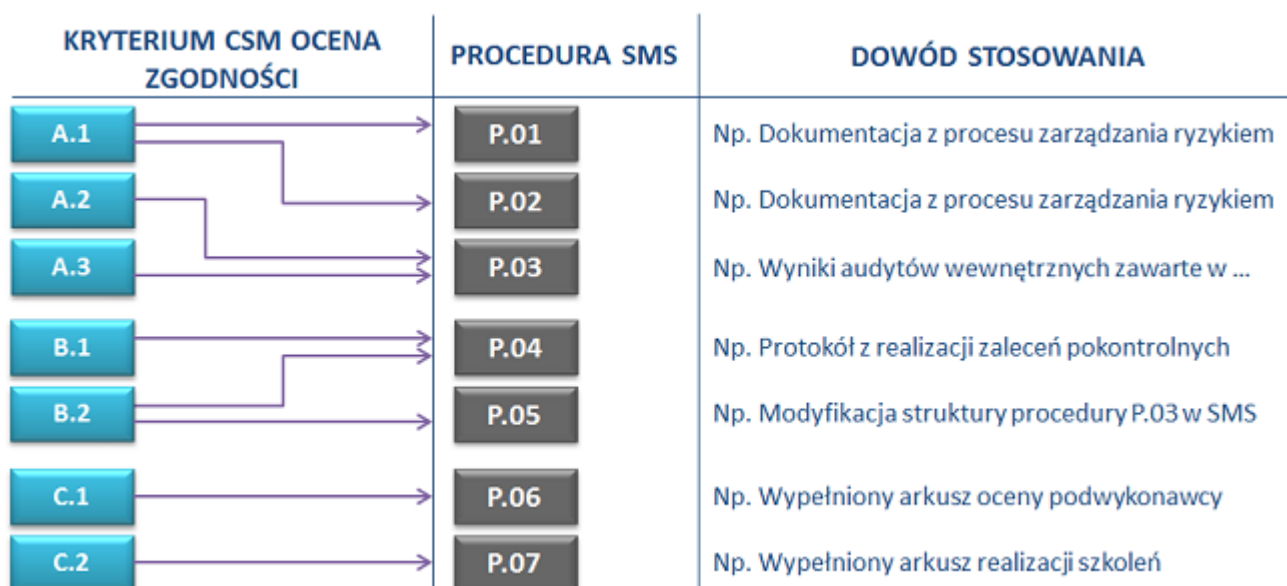 KRYTERIUM CSM OCENA
ZGODNOŚCI
PROCEDURA SMS
DOWÓD STOSOWANIA
A.1
P.01
Np. Dokumentacja z procesu zarządzania ryzykiem
A.2
P.02
Np. Dokumentacja z procesu zarządzania ryzykiem
A.3
P.03
Np. Wyniki audytów wewnętrznych zawarte w ...
B.1
P.04
Np. Protokół z realizacji zaleceń pokontrolnych
B.2
P.05
Np. Modyfikacja struktury procedury P.03 w SMS
C.1
P.06
Np. Wypełniony arkusz oceny podwykonawcy
C.2
P.07
Np. Wypełniony arkusz realizacji szkoleń